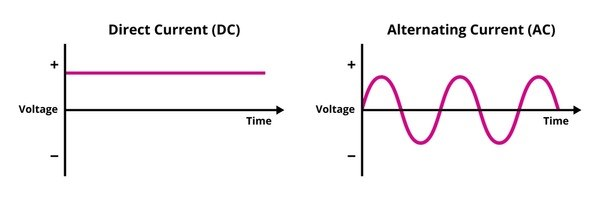 Direct Current (DC)
+
Voltage
Time
–
Alternating Current (AC)
+
Voltage
Time
–